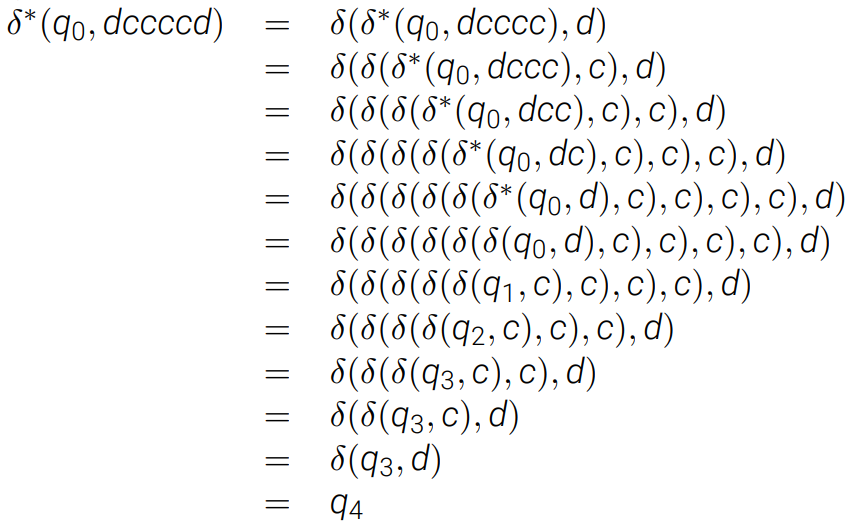 δ*(q₀, dccccd) = δ(δ*(q₀, dcccc), d)
= δ(δ(δ*(q₀, dccc), c), d)
= δ(δ(δ(δ*(q₀, dcc), c), c), d)
= δ(δ(δ(δ(δ*(q₀, dc), c), c), c), d)
= δ(δ(δ(δ(δ(δ*(q₀, d), c), c), c), c), d)
= δ(δ(δ(δ(δ(δ(q₀, d), c), c), c), c), d)
= δ(δ(δ(δ(δ(q₁, c), c), c), c), d)
= δ(δ(δ(δ(q₂, c), c), c), d)
= δ(δ(δ(q₃, c), c), d)
= δ(δ(q₃, c), d)
= δ(q₃, d)
= q₄